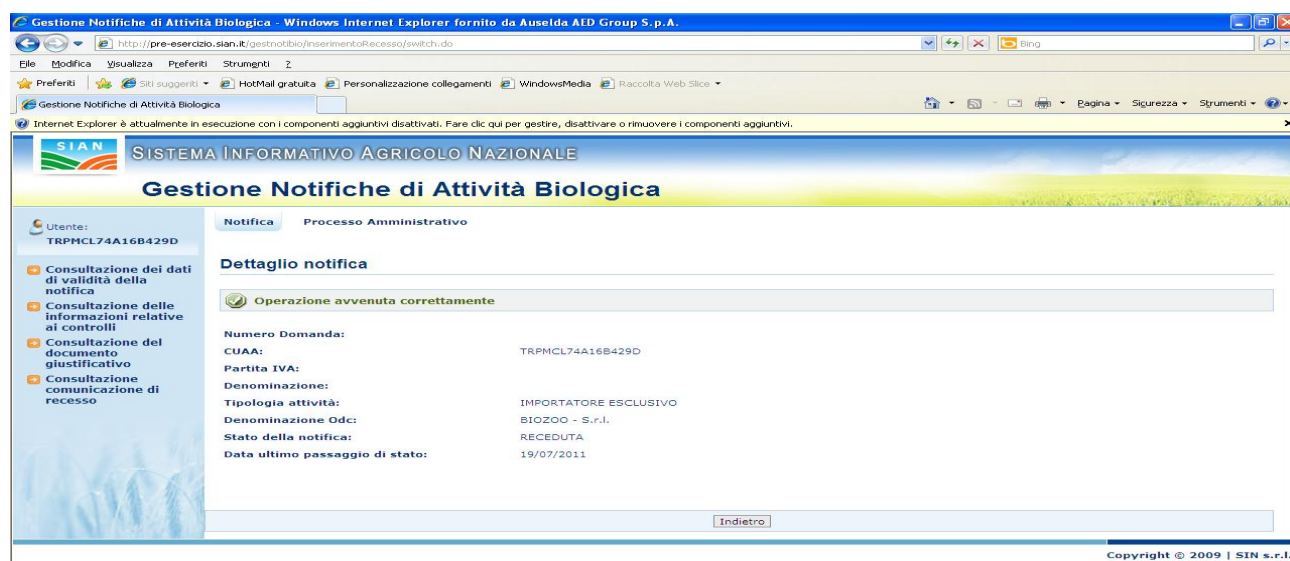 Gestione Notifiche di Attività Biologica - Windows Internet Explorer fornito da Auselda AED Group S.p.A.
http://pre-esercizio.sian.it/gestnotibio/inserimentoRecesso/switch.do
Bing
File Modifica Visualizza Preferiti Strumenti ?
Preferiti Siti suggeriti HotMail gratuita Personalizzazione collegamenti WindowsMedia Raccolta Web Slice
Gestione Notifiche di Attività Biologica
Pagina Sicurezza Strumenti
Internet Explorer è attualmente in esecuzione con i componenti aggiuntivi disattivati. Fare clic qui per gestire, disattivare o rimuovere i componenti aggiuntivi.
SIAN
SISTEMA INFORMATIVO AGRICOLO NAZIONALE
Gestione Notifiche di Attività Biologica
Utente:
TRPMCL74A16B429D
Consultazione dei dati
di validità della
notifica
Consultazione delle
informazioni relative
ai controlli
Consultazione del
documento
giustificativo
Consultazione
comunicazione di
recesso
Notifica Processo Amministrativo
Dettaglio notifica
Operazione avvenuta correttamente
Numero Domanda:
CUAA: TRPMCL74A16B429D
Partita IVA:
Denominazione:
Tipologia attività: IMPORTATORE ESCLUSIVO
Denominazione Odc: BIOZOO - S.r.l.
Stato della notifica: RECEDUTA
Data ultimo passaggio di stato: 19/07/2011
Indietro
Copyright © 2009 | SIN s.r.l.